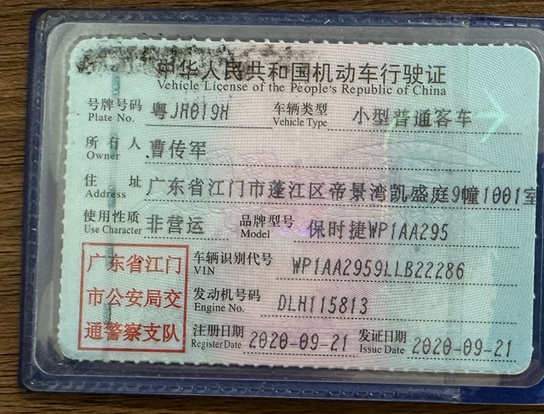 中华人民共和国机动车行驶证
Vehicle License of the People's Republic of China
号牌号码 粤JR019H 车辆类型 小型普通客车
Plate No. Vehicle Type
所有人 曹传军
Owner
住址 广东省江门市蓬江区帝景湾凯盛庭9幢1001室
Address
使用性质 非营运 品牌型号 保时捷WP1AA295
Use Character Model
广东省江门
市公安局交
通警察支队
车辆识别代号 WP1AA2959LLB22286
VIN
发动机号码 DLH115813
Engine No.
注册日期 2020-09-21 发证日期 2020-09-21
Register Date Issue Date